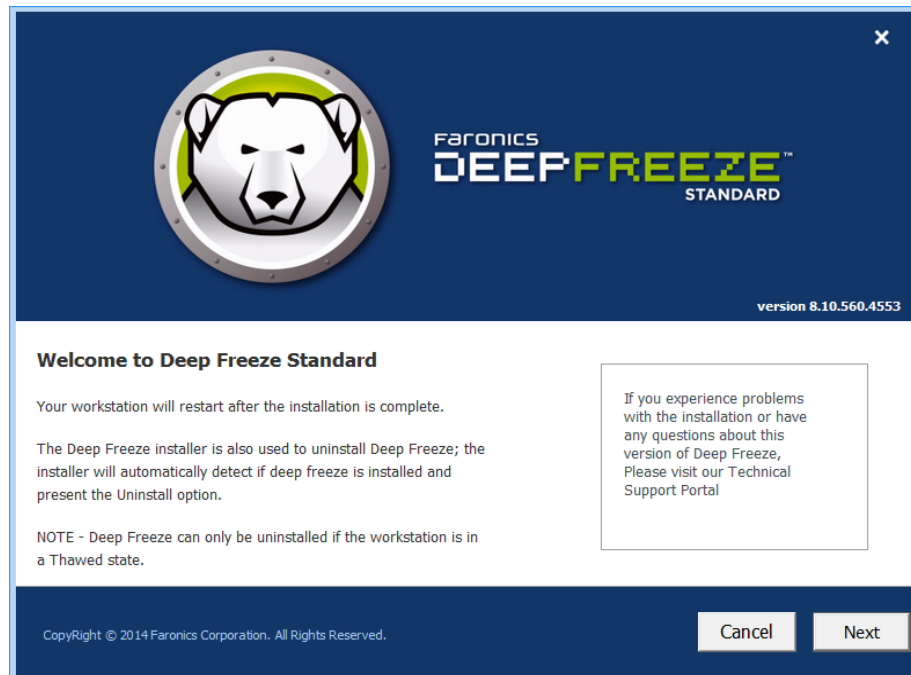 ×
Faronics
DEEPFREEZE™
STANDARD
version 8.10.560.4553
Welcome to Deep Freeze Standard
Your workstation will restart after the installation is complete.
The Deep Freeze installer is also used to uninstall Deep Freeze; the
installer will automatically detect if deep freeze is installed and
present the Uninstall option.
NOTE - Deep Freeze can only be uninstalled if the workstation is in
a Thawed state.
If you experience problems
with the installation or have
any questions about this
version of Deep Freeze,
Please visit our Technical
Support Portal
CopyRight © 2014 Faronics Corporation. All Rights Reserved.
Cancel
Next